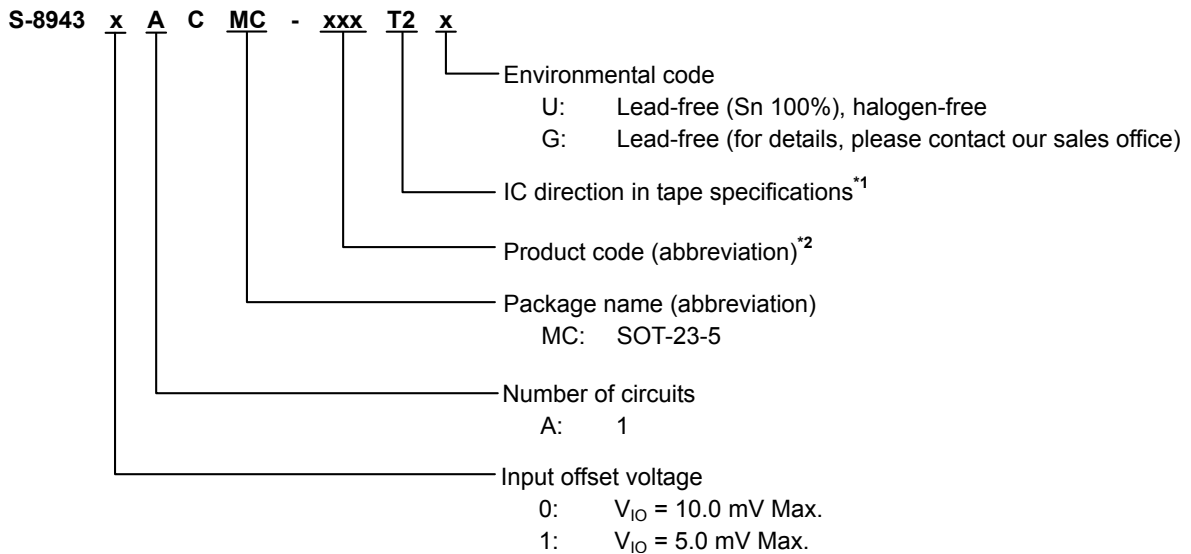 S-8943 x A C MC - xxx T2 x
Environmental code
U: Lead-free (Sn 100%), halogen-free
G: Lead-free (for details, please contact our sales office)
IC direction in tape specifications*1
Product code (abbreviation)*2
Package name (abbreviation)
MC: SOT-23-5
Number of circuits
A: 1
Input offset voltage
0: VIO = 10.0 mV Max.
1: VIO = 5.0 mV Max.